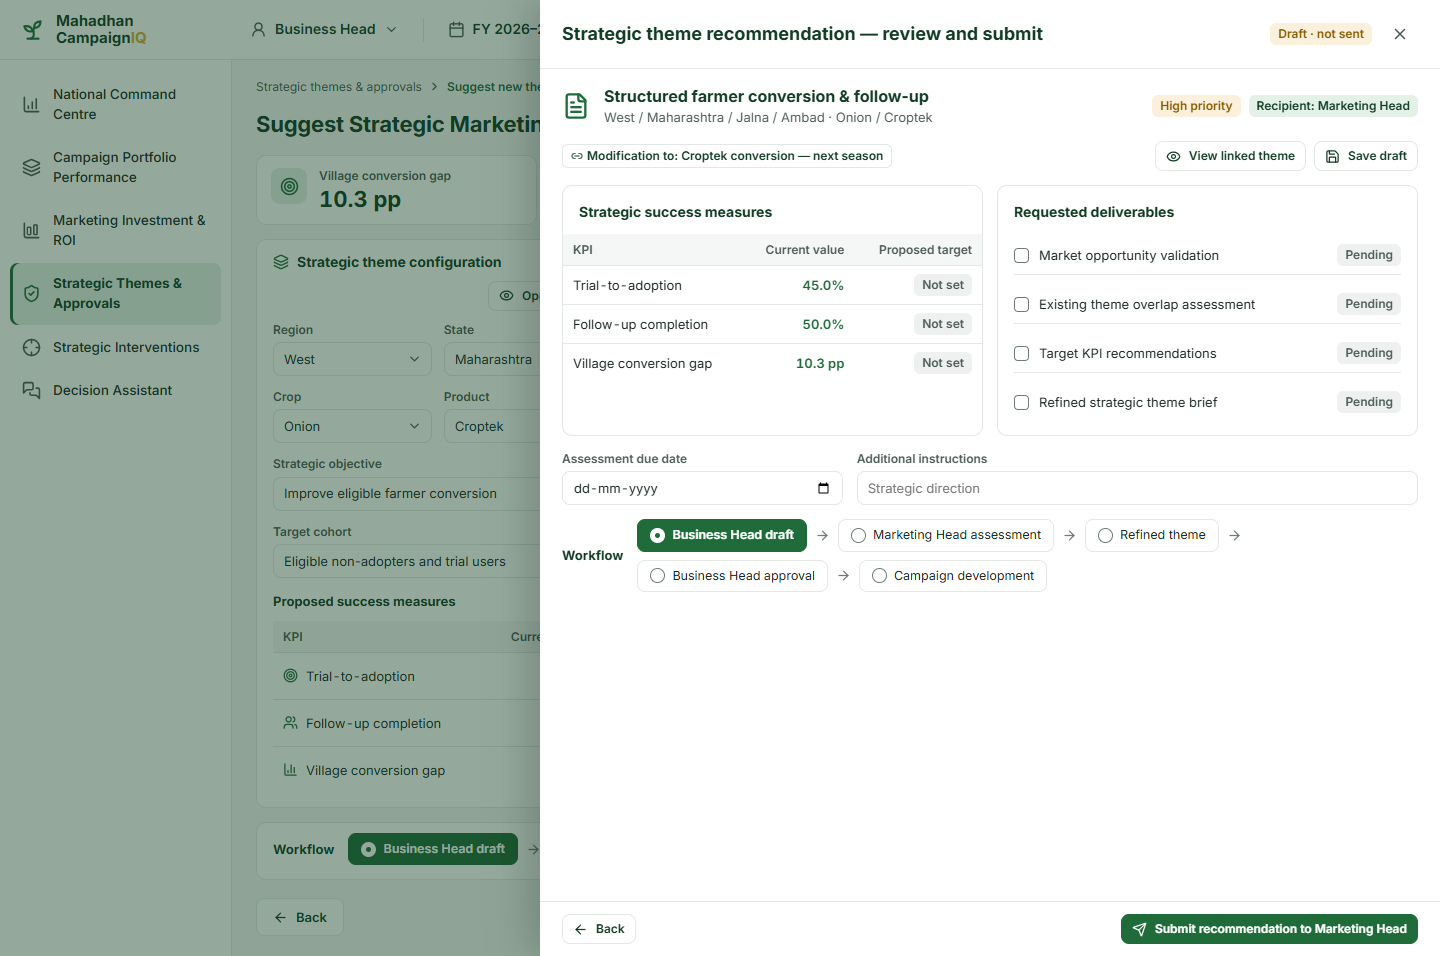 Mahadhan
CampaignIQ
Business Head
FY 2026–2
National Command
Centre
Campaign Portfolio
Performance
Marketing Investment &
ROI
Strategic Themes &
Approvals
Strategic Interventions
Decision Assistant
Strategic themes & approvals > Suggest new the
Suggest Strategic Marketin
Village conversion gap
10.3 pp
Strategic theme configuration
Op
Region
State
West
Maharashtra
Crop
Product
Onion
Croptek
Strategic objective
Improve eligible farmer conversion
Target cohort
Eligible non-adopters and trial users
Proposed success measures
KPI
Curre
Trial-to-adoption
Follow-up completion
Village conversion gap
Workflow
Business Head draft →
← Back
Strategic theme recommendation — review and submit
Draft · not sent
Structured farmer conversion & follow-up
West / Maharashtra / Jalna / Ambad · Onion / Croptek
High priority
Recipient: Marketing Head
Modification to: Croptek conversion — next season
View linked theme
Save draft
Strategic success measures
KPI Current value Proposed target
Trial-to-adoption 45.0% Not set
Follow-up completion 50.0% Not set
Village conversion gap 10.3 pp Not set
Requested deliverables
Market opportunity validation Pending
Existing theme overlap assessment Pending
Target KPI recommendations Pending
Refined strategic theme brief Pending
Assessment due date
dd-mm-yyyy
Additional instructions
Strategic direction
Workflow
Business Head draft → Marketing Head assessment → Refined theme →
Business Head approval → Campaign development
← Back
Submit recommendation to Marketing Head